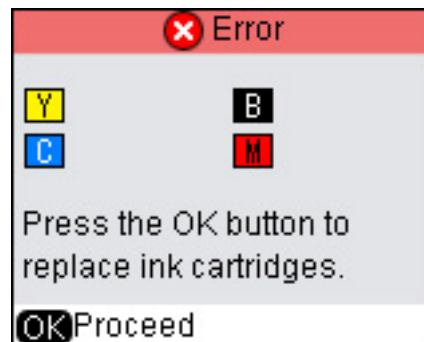 Error
Y B
C M
Press the OK button to
replace ink cartridges.
OK Proceed